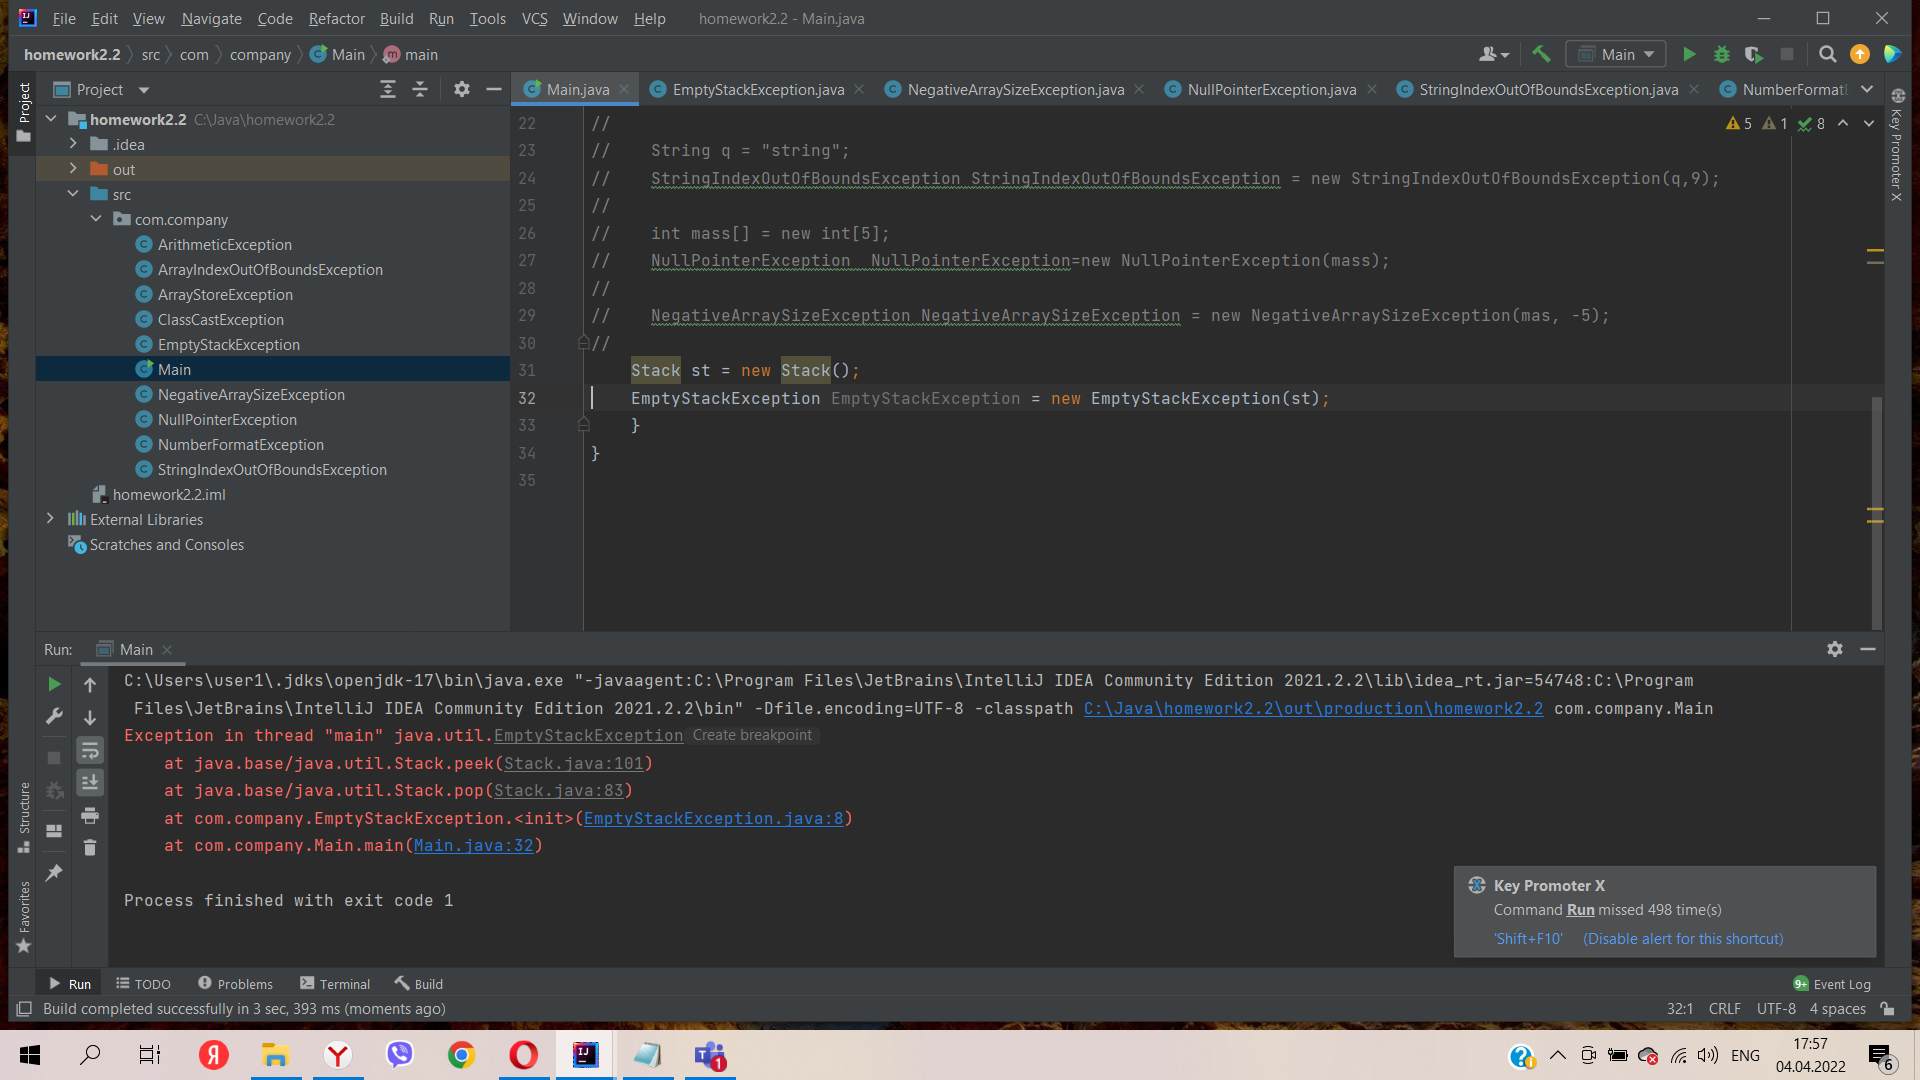 File Edit View Navigate Code Refactor Build Run Tools VCS Window Help homework2.2 - Main.java
homework2.2 src com company Main main
Main
Project
Main.java EmptyStackException.java NegativeArraySizeException.java NullPointerException.java StringIndexOutOfBoundsException.java NumberFormat
Project
homework2.2 C:\Java\homework2.2
.idea
out
src
com.company
ArithmeticException
ArrayIndexOutOfBoundsException
ArrayStoreException
ClassCastException
EmptyStackException
Main
NegativeArraySizeException
NullPointerException
NumberFormatException
StringIndexOutOfBoundsException
homework2.2.iml
External Libraries
Scratches and Consoles
5 1 8
Key Promoter X
22 //
23 // String q = "string";
24 // StringIndexOutOfBoundsException StringIndexOutOfBoundsException = new StringIndexOutOfBoundsException(q,9);
25 //
26 // int mass[] = new int[5];
27 // NullPointerException NullPointerException=new NullPointerException(mass);
28 //
29 // NegativeArraySizeException NegativeArraySizeException = new NegativeArraySizeException(mas, -5);
30 //
31 Stack st = new Stack();
32 EmptyStackException EmptyStackException = new EmptyStackException(st);
33 }
34 }
35
Run: Main
C:\Users\user1\.jdks\openjdk-17\bin\java.exe "-javaagent:C:\Program Files\JetBrains\IntelliJ IDEA Community Edition 2021.2.2\lib\idea_rt.jar=54748:C:\Program
Files\JetBrains\IntelliJ IDEA Community Edition 2021.2.2\bin" -Dfile.encoding=UTF-8 -classpath C:\Java\homework2.2\out\production\homework2.2 com.company.Main
Exception in thread "main" java.util.EmptyStackException Create breakpoint
at java.base/java.util.Stack.peek(Stack.java:101)
at java.base/java.util.Stack.pop(Stack.java:83)
at com.company.EmptyStackException.<init>(EmptyStackException.java:8)
at com.company.Main.main(Main.java:32)
Process finished with exit code 1
Structure
Favorites
Key Promoter X
Command Run missed 498 time(s)
'Shift+F10' (Disable alert for this shortcut)
Run TODO Problems Terminal Build 9+ Event Log
Build completed successfully in 3 sec, 393 ms (moments ago) 32:1 CRLF UTF-8 4 spaces
ENG 17:57
04.04.2022
1
6